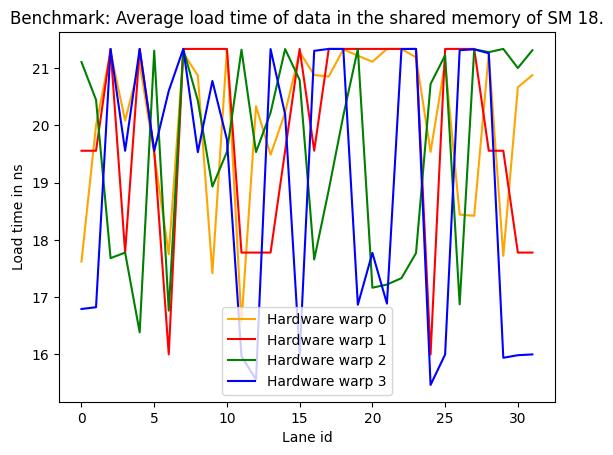 Benchmark: Average load time of data in the shared memory of SM 18.
Load time in ns
21
20
19
18
17
16
Hardware warp 0
Hardware warp 1
Hardware warp 2
Hardware warp 3
0 5 10 15 20 25 30
Lane id